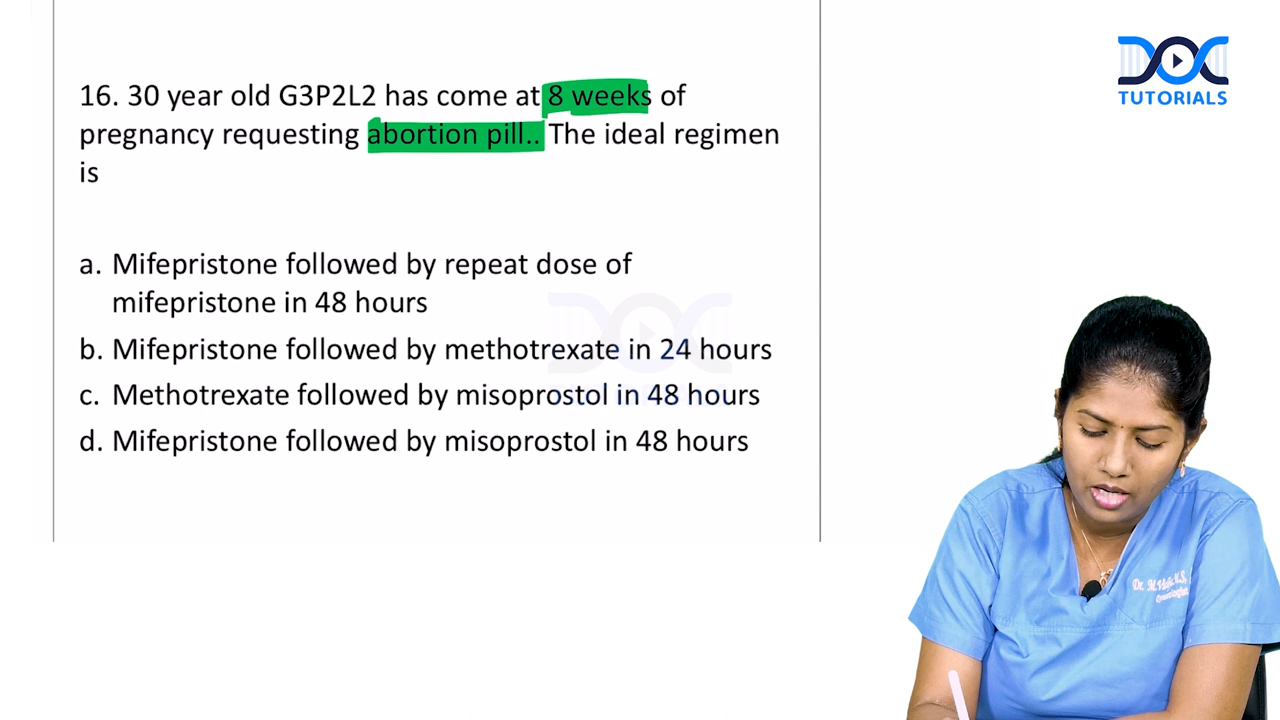 16. 30 year old G3P2L2 has come at 8 weeks of
pregnancy requesting abortion pill.. The ideal regimen
is
a. Mifepristone followed by repeat dose of
mifepristone in 48 hours
b. Mifepristone followed by methotrexate in 24 hours
c. Methotrexate followed by misoprostol in 48 hours
d. Mifepristone followed by misoprostol in 48 hours
DOC
TUTORIALS
Dr. M.